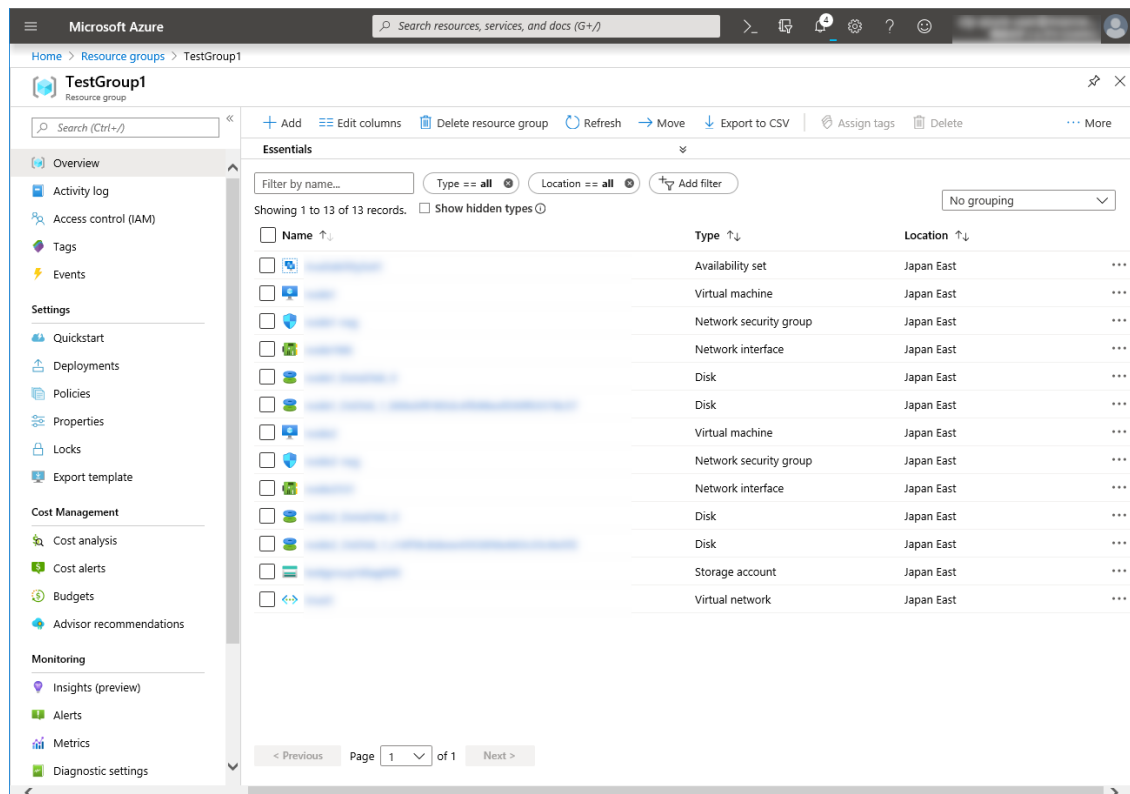 Microsoft Azure
Search resources, services, and docs (G+/)
4
Home > Resource groups > TestGroup1
TestGroup1
Resource group
Search (Ctrl+/)
Overview
Activity log
Access control (IAM)
Tags
Events
Settings
Quickstart
Deployments
Policies
Properties
Locks
Export template
Cost Management
Cost analysis
Cost alerts
Budgets
Advisor recommendations
Monitoring
Insights (preview)
Alerts
Metrics
Diagnostic settings
Add Edit columns Delete resource group Refresh Move Export to CSV Assign tags Delete More
Essentials
Filter by name... Type == all Location == all Add filter
Showing 1 to 13 of 13 records. Show hidden types No grouping
Name Type Location
Availability set Japan East
Virtual machine Japan East
Network security group Japan East
Network interface Japan East
Disk Japan East
Disk Japan East
Virtual machine Japan East
Network security group Japan East
Network interface Japan East
Disk Japan East
Disk Japan East
Storage account Japan East
Virtual network Japan East
< Previous Page 1 of 1 Next >